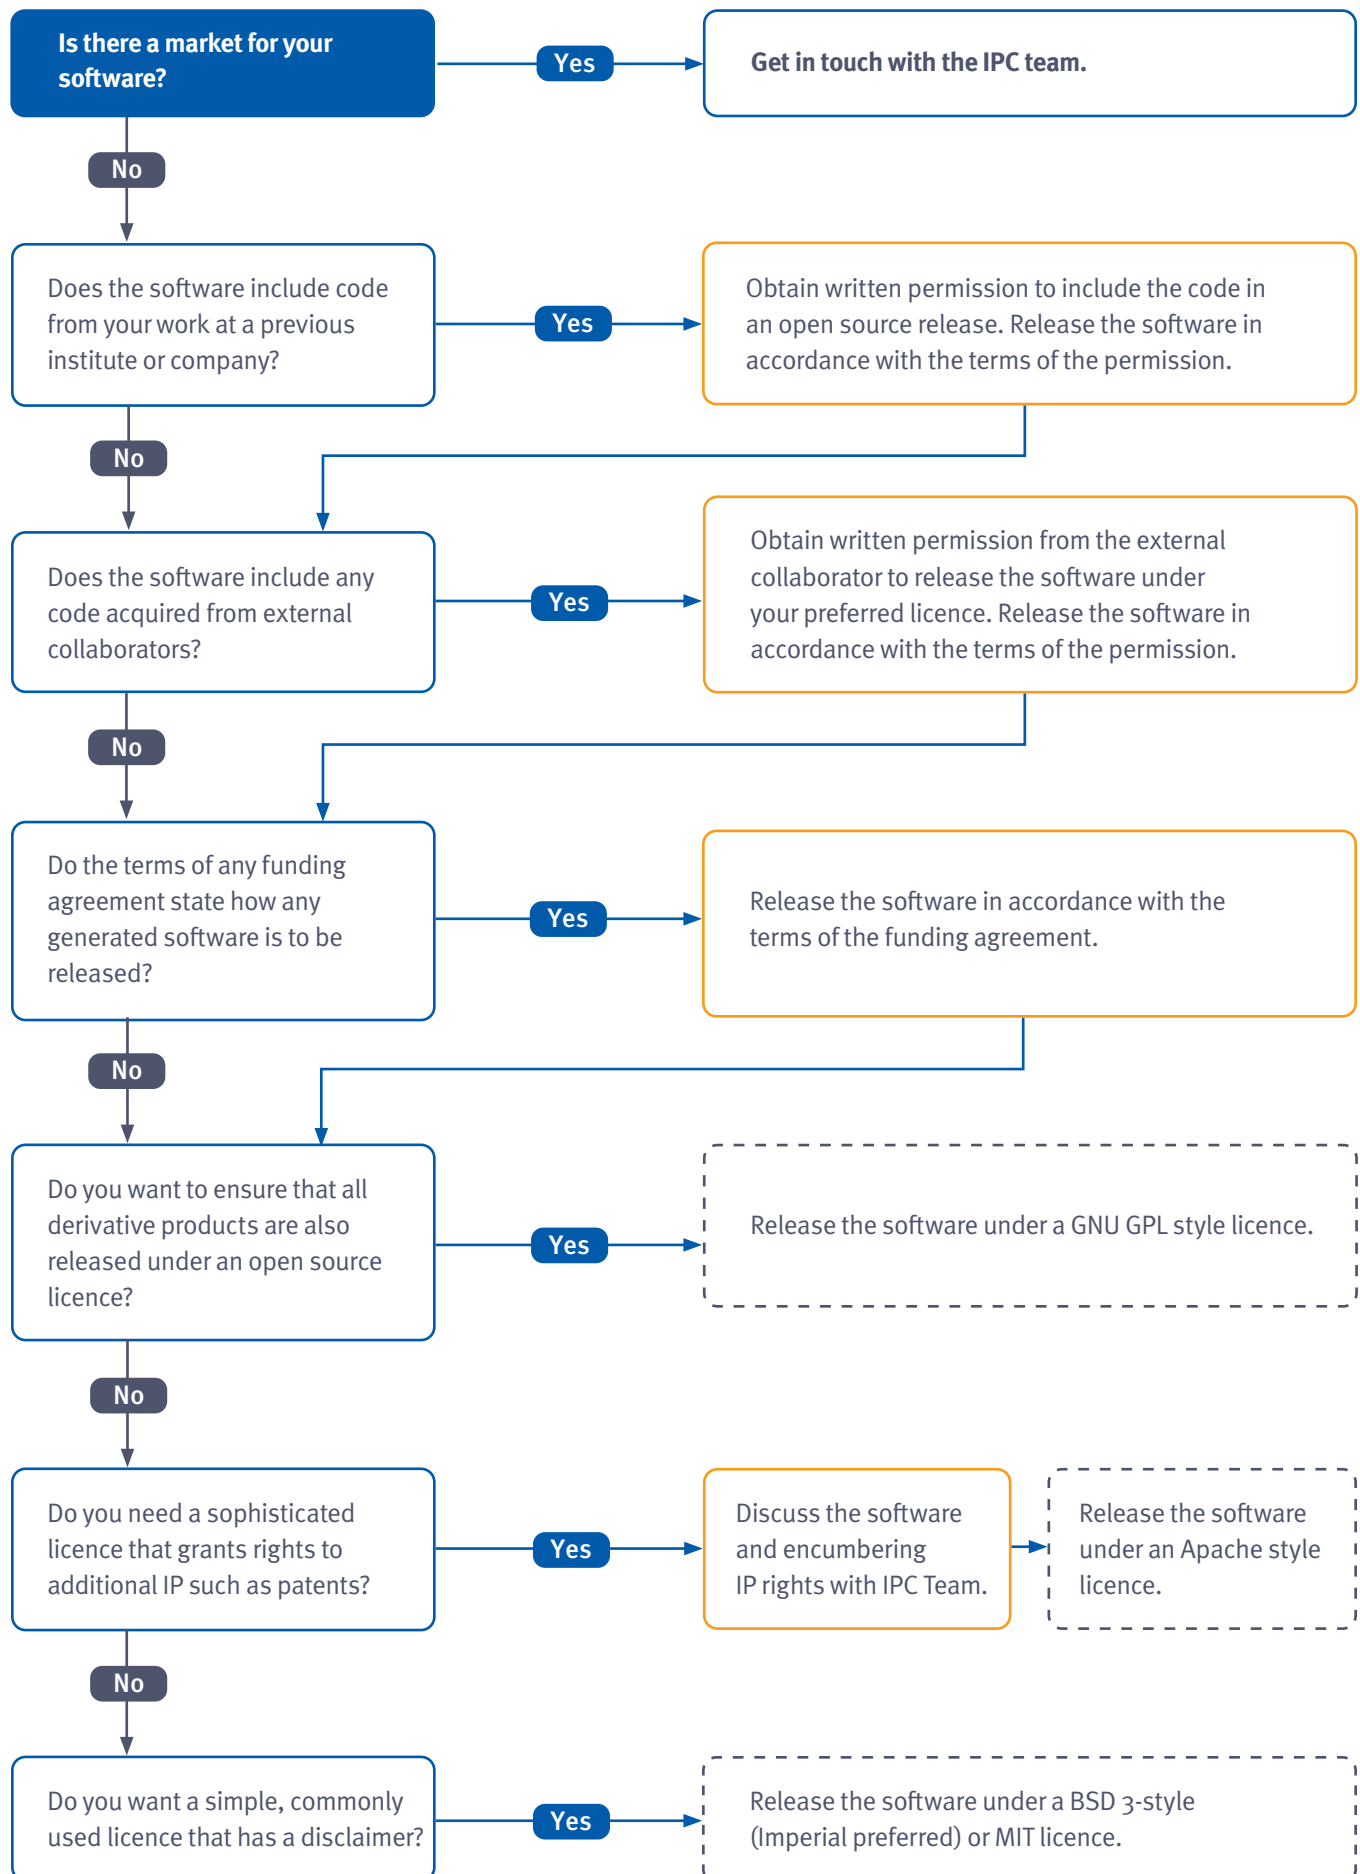 Is there a market for your
software?
Yes
Get in touch with the IPC team.
No
Does the software include code
from your work at a previous
institute or company?
Yes
Obtain written permission to include the code in
an open source release. Release the software in
accordance with the terms of the permission.
No
Does the software include any
code acquired from external
collaborators?
Yes
Obtain written permission from the external
collaborator to release the software under
your preferred licence. Release the software in
accordance with the terms of the permission.
No
Do the terms of any funding
agreement state how any
generated software is to be
released?
Yes
Release the software in accordance with the
terms of the funding agreement.
No
Do you want to ensure that all
derivative products are also
released under an open source
licence?
Yes
Release the software under a GNU GPL style licence.
No
Do you need a sophisticated
licence that grants rights to
additional IP such as patents?
Yes
Discuss the software
and encumbering
IP rights with IPC Team.
Release the software
under an Apache style
licence.
No
Do you want a simple, commonly
used licence that has a disclaimer?
Yes
Release the software under a BSD 3-style
(Imperial preferred) or MIT licence.